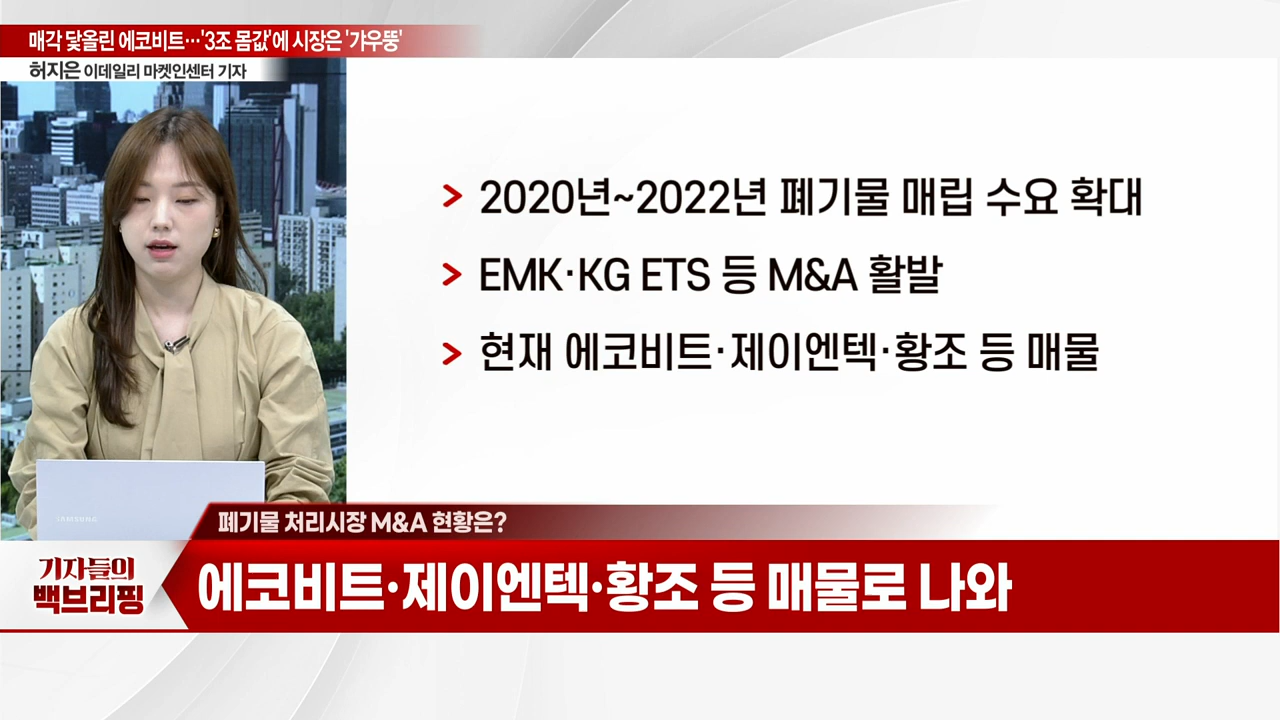 매각 닻올린 에코비트…'3조 몸값'에 시장은 '갸우뚱'
허지은 이데일리 마켓인센터 기자
> 2020년~2022년 폐기물 매립 수요 확대
> EMK·KG ETS 등 M&A 활발
> 현재 에코비트·제이엔텍·황조 등 매물
SAMSUNG
폐기물 처리시장 M&A 현황은?
기자들의
백브리핑
에코비트·제이엔텍·황조 등 매물로 나와